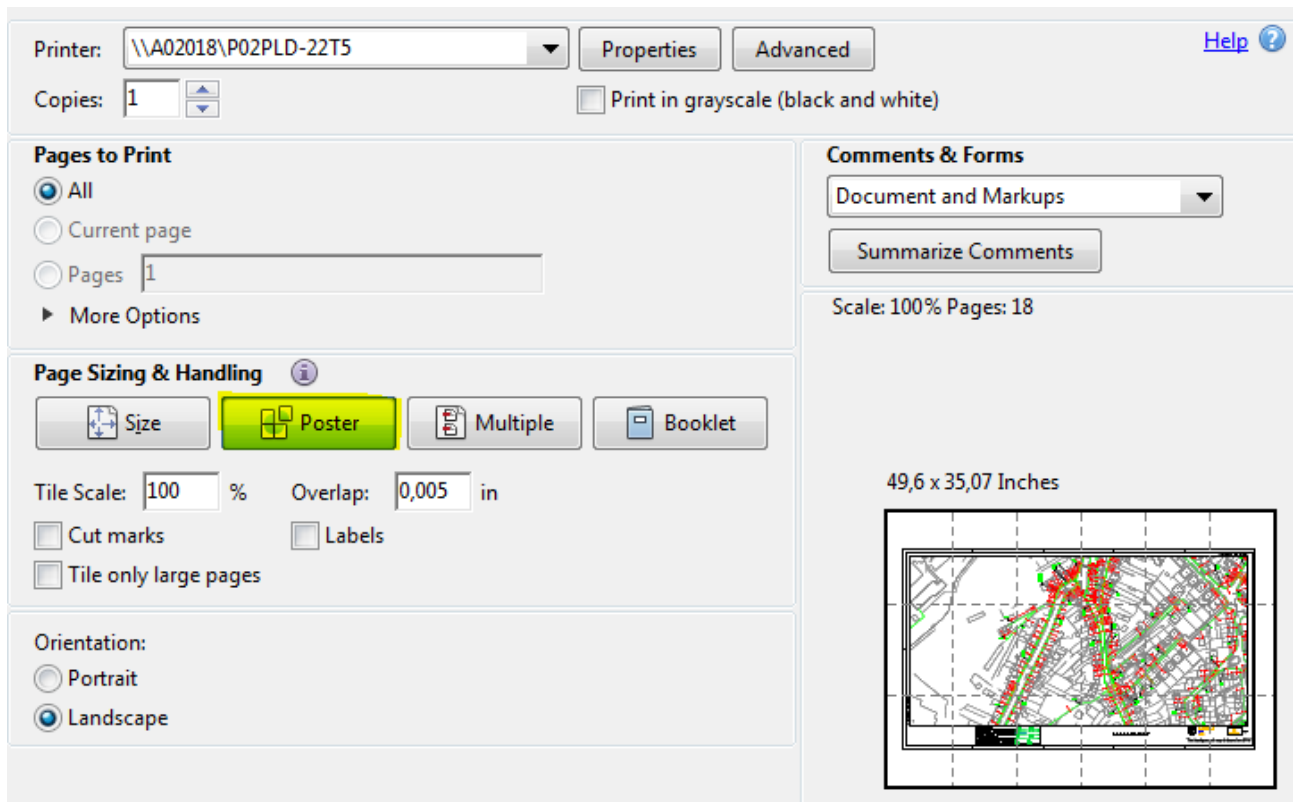 Printer: \\A02018\P02PLD-22T5 Properties Advanced Help
Copies: 1 Print in grayscale (black and white)
Pages to Print
All
Current page
Pages 1
More Options
Comments & Forms
Document and Markups
Summarize Comments
Scale: 100% Pages: 18
Page Sizing & Handling
Size Poster Multiple Booklet
Tile Scale: 100 % Overlap: 0,005 in
Cut marks Labels
Tile only large pages
Orientation:
Portrait
Landscape
49,6 x 35,07 Inches